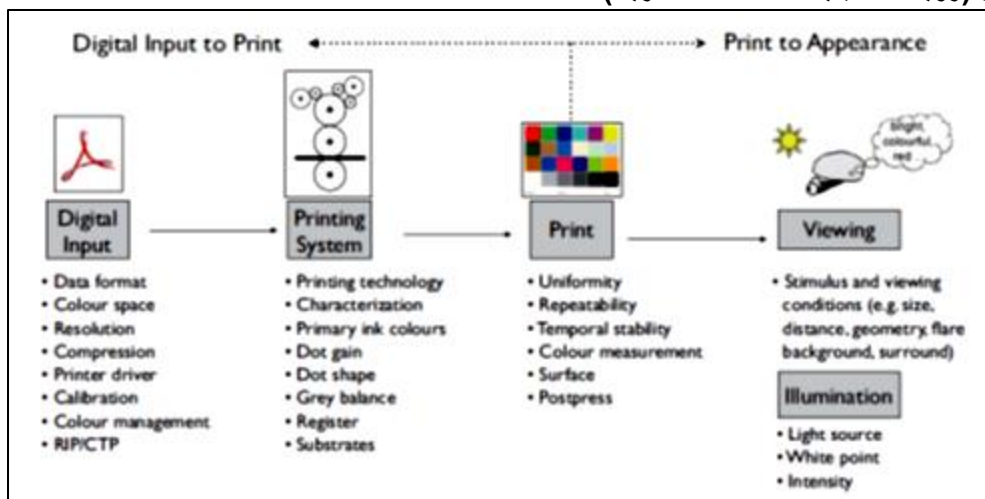 Digital Input to Print
Print to Appearance
bright,
colourful,
red
Digital
Input
Printing
System
Print
Viewing
• Data format
• Colour space
• Resolution
• Compression
• Printer driver
• Calibration
• Colour management
• RIP/CTP
• Printing technology
• Characterization
• Primary ink colours
• Dot gain
• Dot shape
• Grey balance
• Register
• Substrates
• Uniformity
• Repeatability
• Temporal stability
• Colour measurement
• Surface
• Postpress
• Stimulus and viewing
conditions (e.g. size,
distance, geometry, flare
background, surround)
Illumination
• Light source
• White point
• Intensity